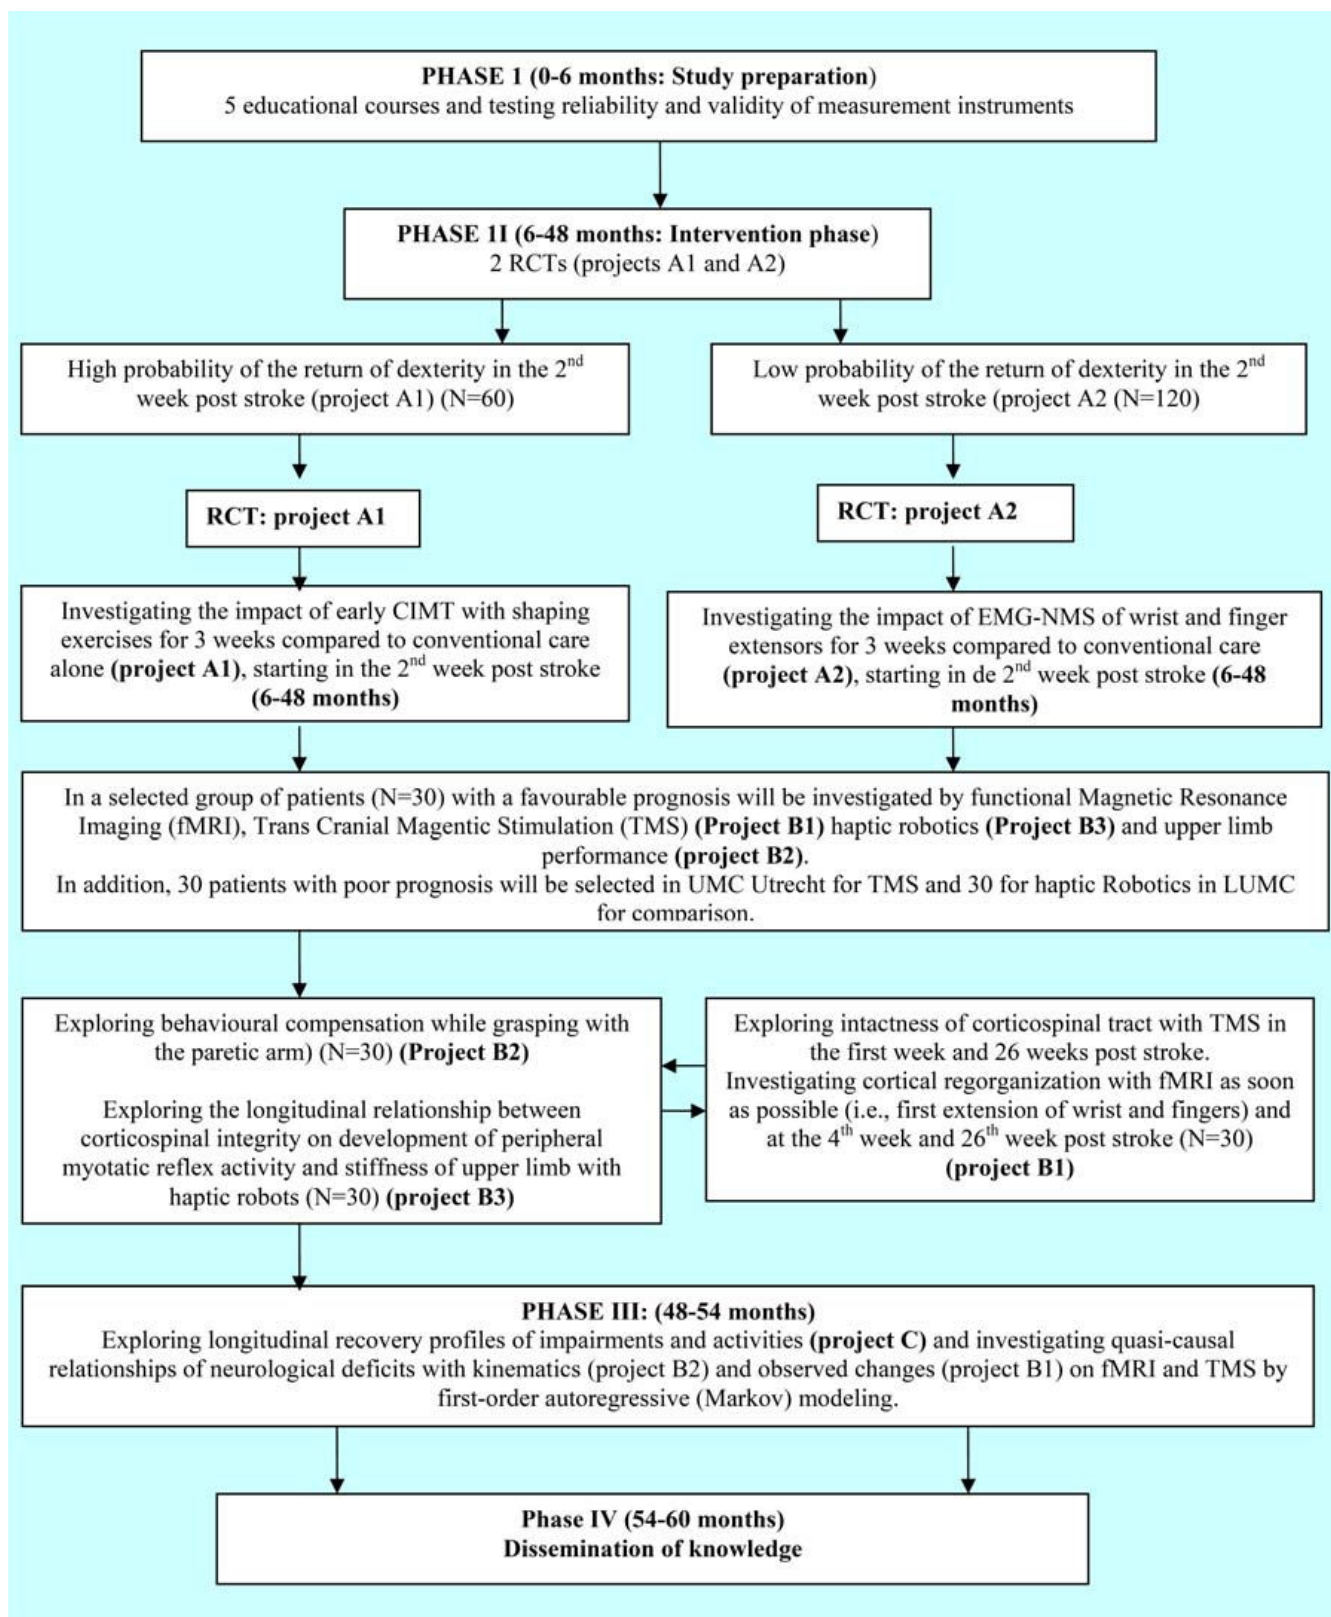 PHASE 1 (0-6 months: Study preparation)
5 educational courses and testing reliability and validity of measurement instruments
PHASE 1I (6-48 months: Intervention phase)
2 RCTs (projects A1 and A2)
High probability of the return of dexterity in the 2nd
week post stroke (project A1) (N=60)
Low probability of the return of dexterity in the 2nd
week post stroke (project A2 (N=120)
RCT: project A1
RCT: project A2
Investigating the impact of early CIMT with shaping
exercises for 3 weeks compared to conventional care
alone (project A1), starting in the 2nd week post stroke
(6-48 months)
Investigating the impact of EMG-NMS of wrist and finger
extensors for 3 weeks compared to conventional care
(project A2), starting in de 2nd week post stroke (6-48
months)
In a selected group of patients (N=30) with a favourable prognosis will be investigated by functional Magnetic Resonance
Imaging (fMRI), Trans Cranial Magentic Stimulation (TMS) (Project B1) haptic robotics (Project B3) and upper limb
performance (project B2).
In addition, 30 patients with poor prognosis will be selected in UMC Utrecht for TMS and 30 for haptic Robotics in LUMC
for comparison.
Exploring behavioural compensation while grasping with
the paretic arm) (N=30) (Project B2)
Exploring the longitudinal relationship between
corticospinal integrity on development of peripheral
myotatic reflex activity and stiffness of upper limb with
haptic robots (N=30) (project B3)
Exploring intactness of corticospinal tract with TMS in
the first week and 26 weeks post stroke.
Investigating cortical regorganization with fMRI as soon
as possible (i.e., first extension of wrist and fingers) and
at the 4th week and 26th week post stroke (N=30)
(project B1)
PHASE III: (48-54 months)
Exploring longitudinal recovery profiles of impairments and activities (project C) and investigating quasi-causal
relationships of neurological deficits with kinematics (project B2) and observed changes (project B1) on fMRI and TMS by
first-order autoregressive (Markov) modeling.
Phase IV (54-60 months)
Dissemination of knowledge